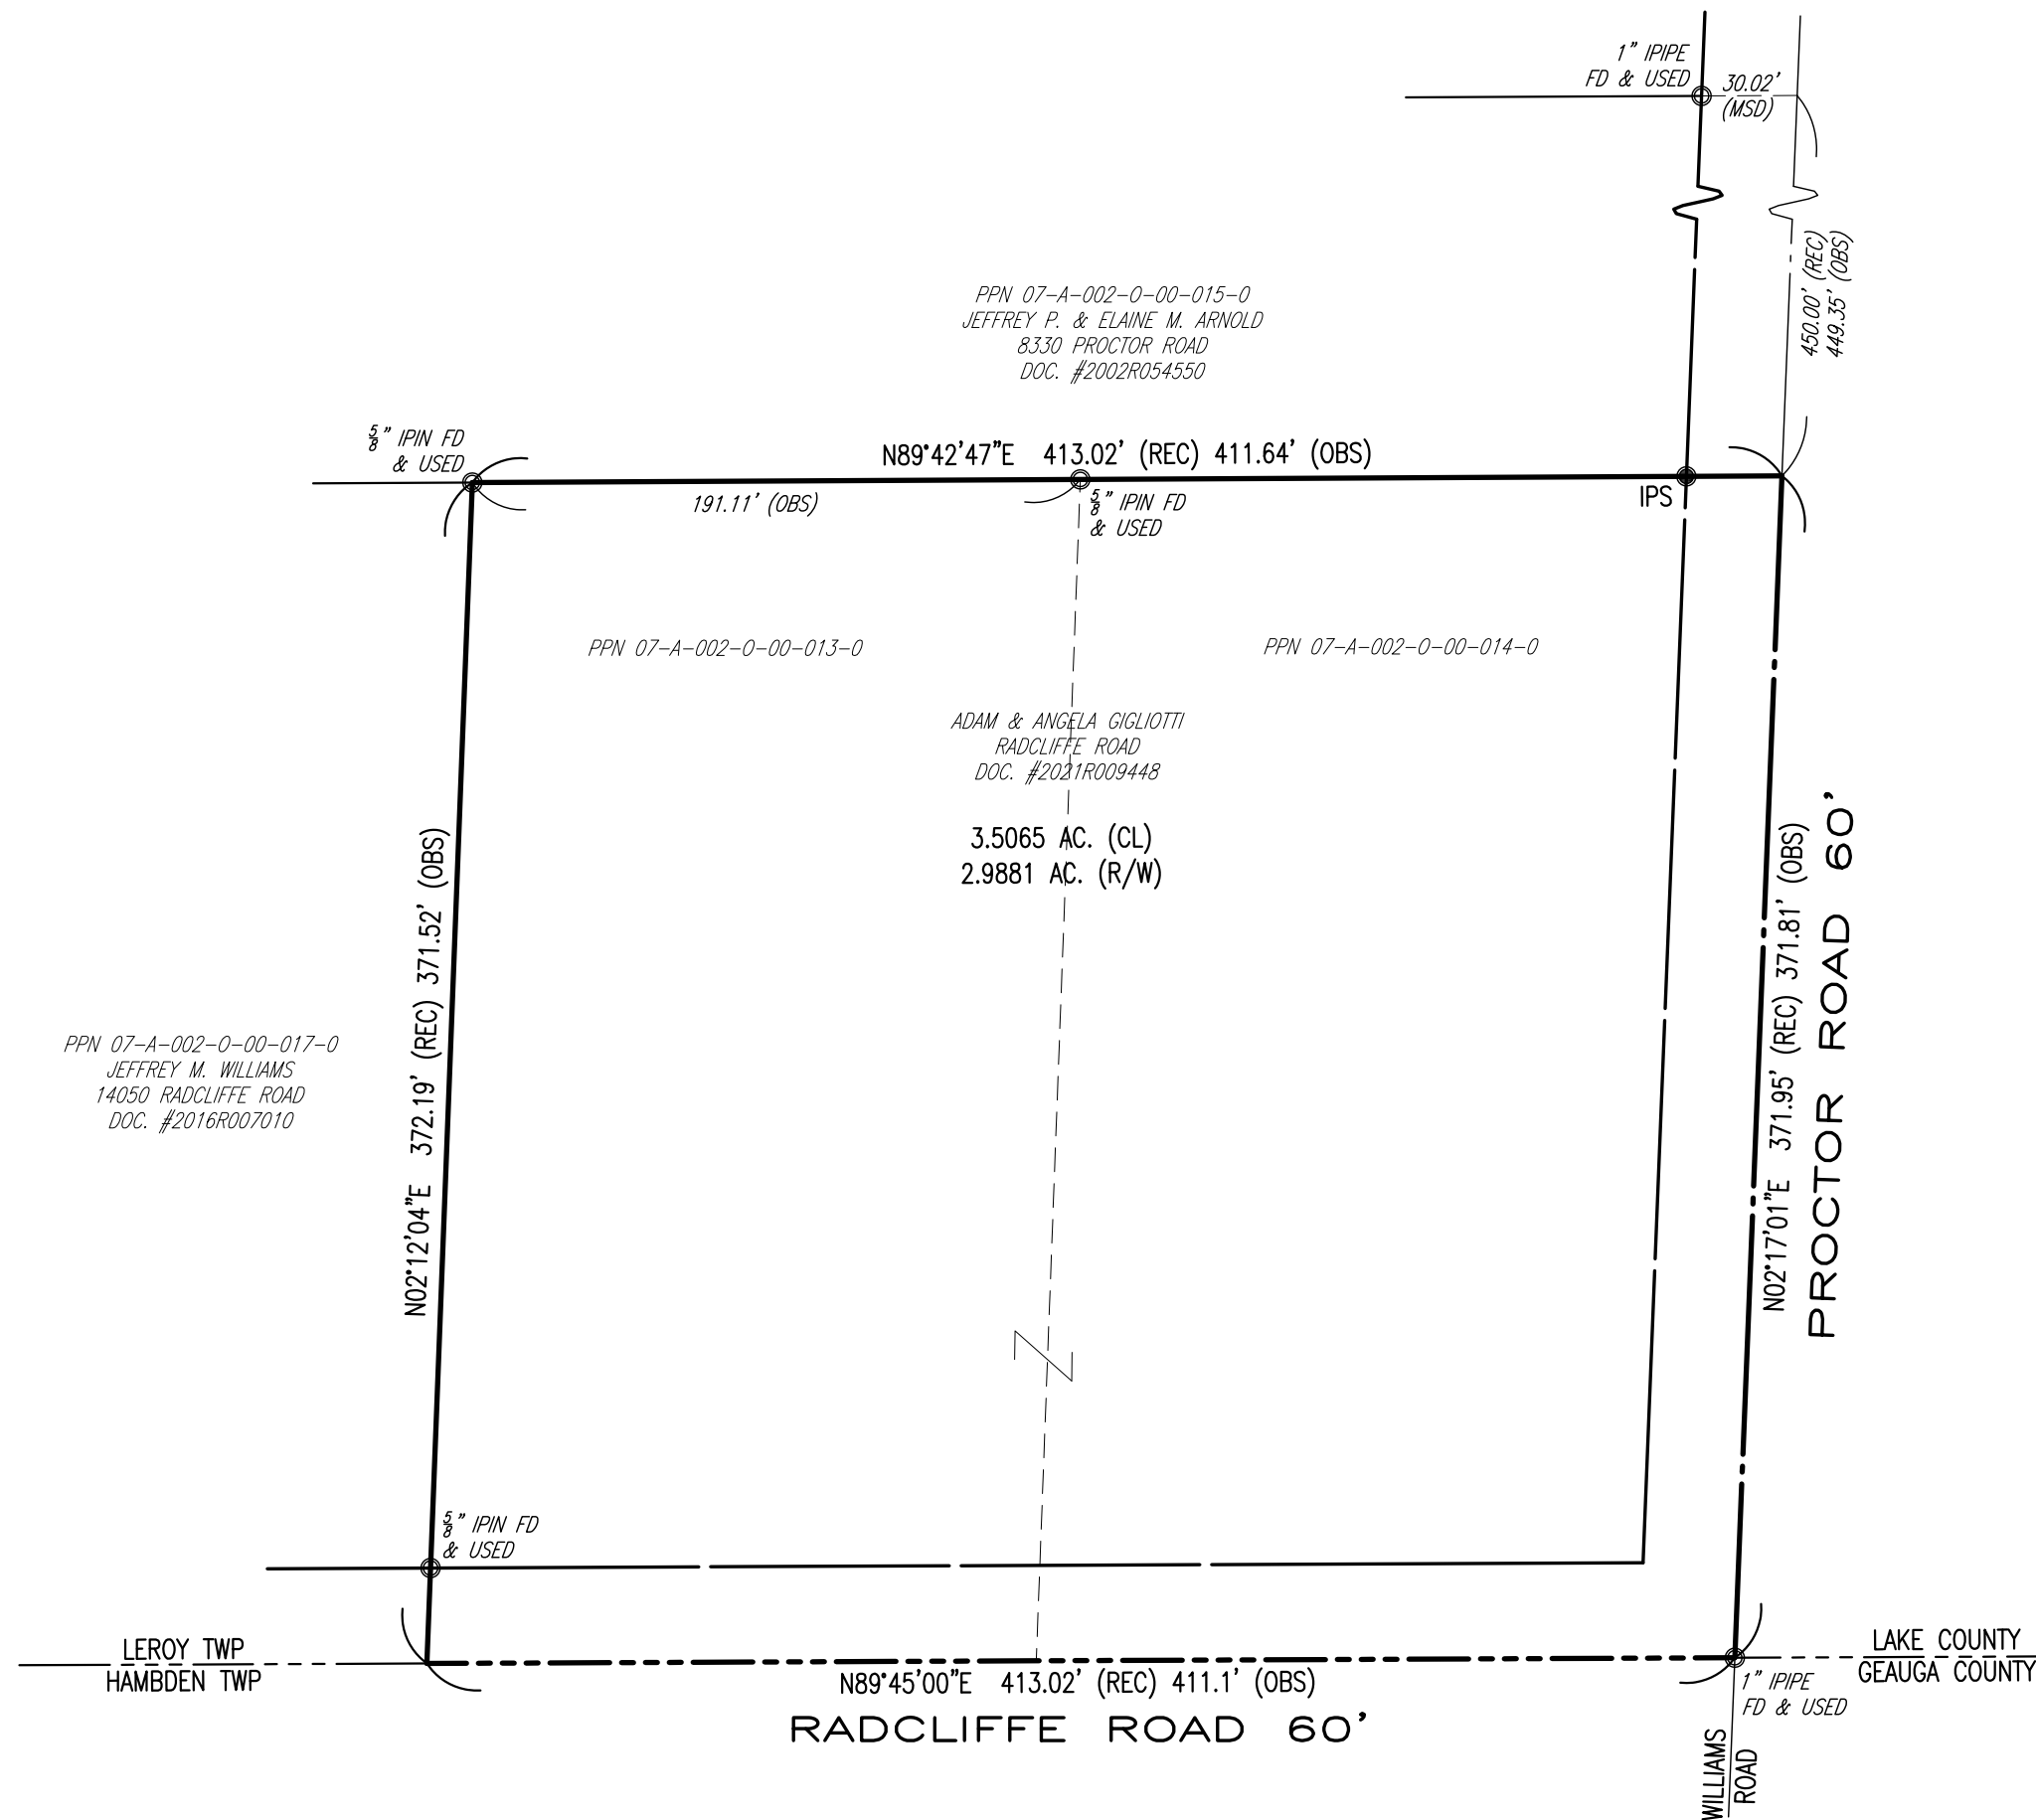 1" IPIPE
FD & USED
30.02'
(MSD)
450.00' (REC)
449.35' (OBS)
PPN 07-A-002-0-00-015-0
JEFFREY P. & ELAINE M. ARNOLD
8330 PROCTOR ROAD
DOC. #2002R054550
5/8" IPIN FD
& USED
N89°42'47"E 413.02' (REC) 411.64' (OBS)
191.11' (OBS)
5/8" IPIN FD
& USED
IPS
PPN 07-A-002-0-00-013-0
PPN 07-A-002-0-00-014-0
ADAM & ANGELA GIGLIOTTI
RADCLIFFE ROAD
DOC. #2021R009448
3.5065 AC. (CL)
2.9881 AC. (R/W)
N02°12'04"E 372.19' (REC) 371.52' (OBS)
N02°17'01"E 371.95' (REC) 371.81' (OBS)
PROCTOR ROAD 60'
PPN 07-A-002-0-00-017-0
JEFFREY M. WILLIAMS
14050 RADCLIFFE ROAD
DOC. #2016R007010
5/8" IPIN FD
& USED
LEROY TWP
HAMBDEN TWP
N89°45'00"E 413.02' (REC) 411.1' (OBS)
RADCLIFFE ROAD 60'
LAKE COUNTY
GEAUGA COUNTY
1" IPIPE
FD & USED
WILLIAMS
ROAD